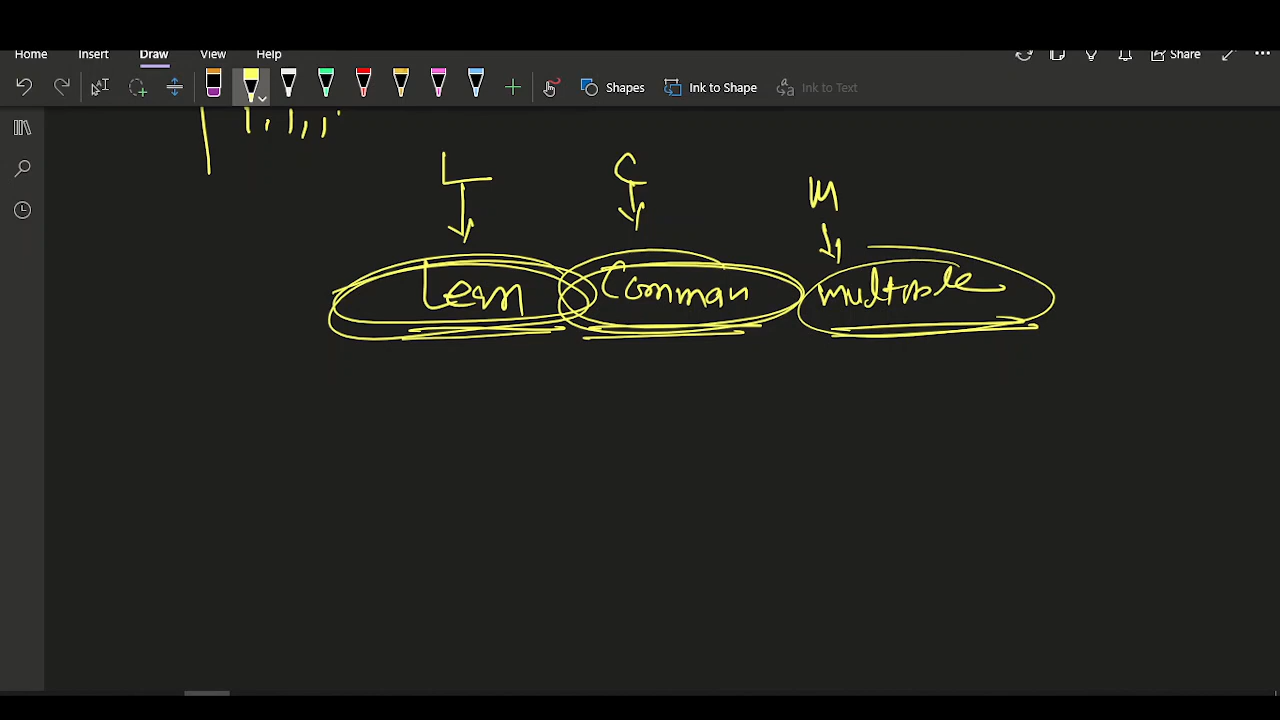 Home Insert Draw View Help Share
Shapes Ink to Shape Ink to Text
L C M
Learn Comman multiple